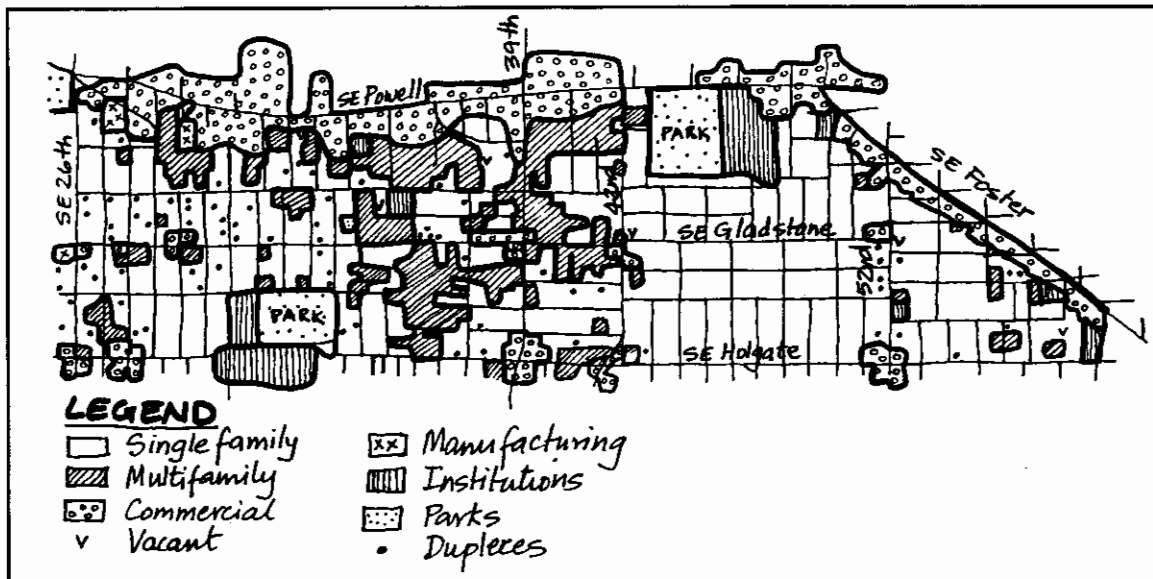 39th
SE Powell
PARK
SE 26th
42nd
SE Foster
SE Gladstone
52nd
PARK
SE Holgate
LEGEND
Single family
Multifamily
Commercial
v Vacant
xx Manufacturing
Institutions
Parks
Duplexes